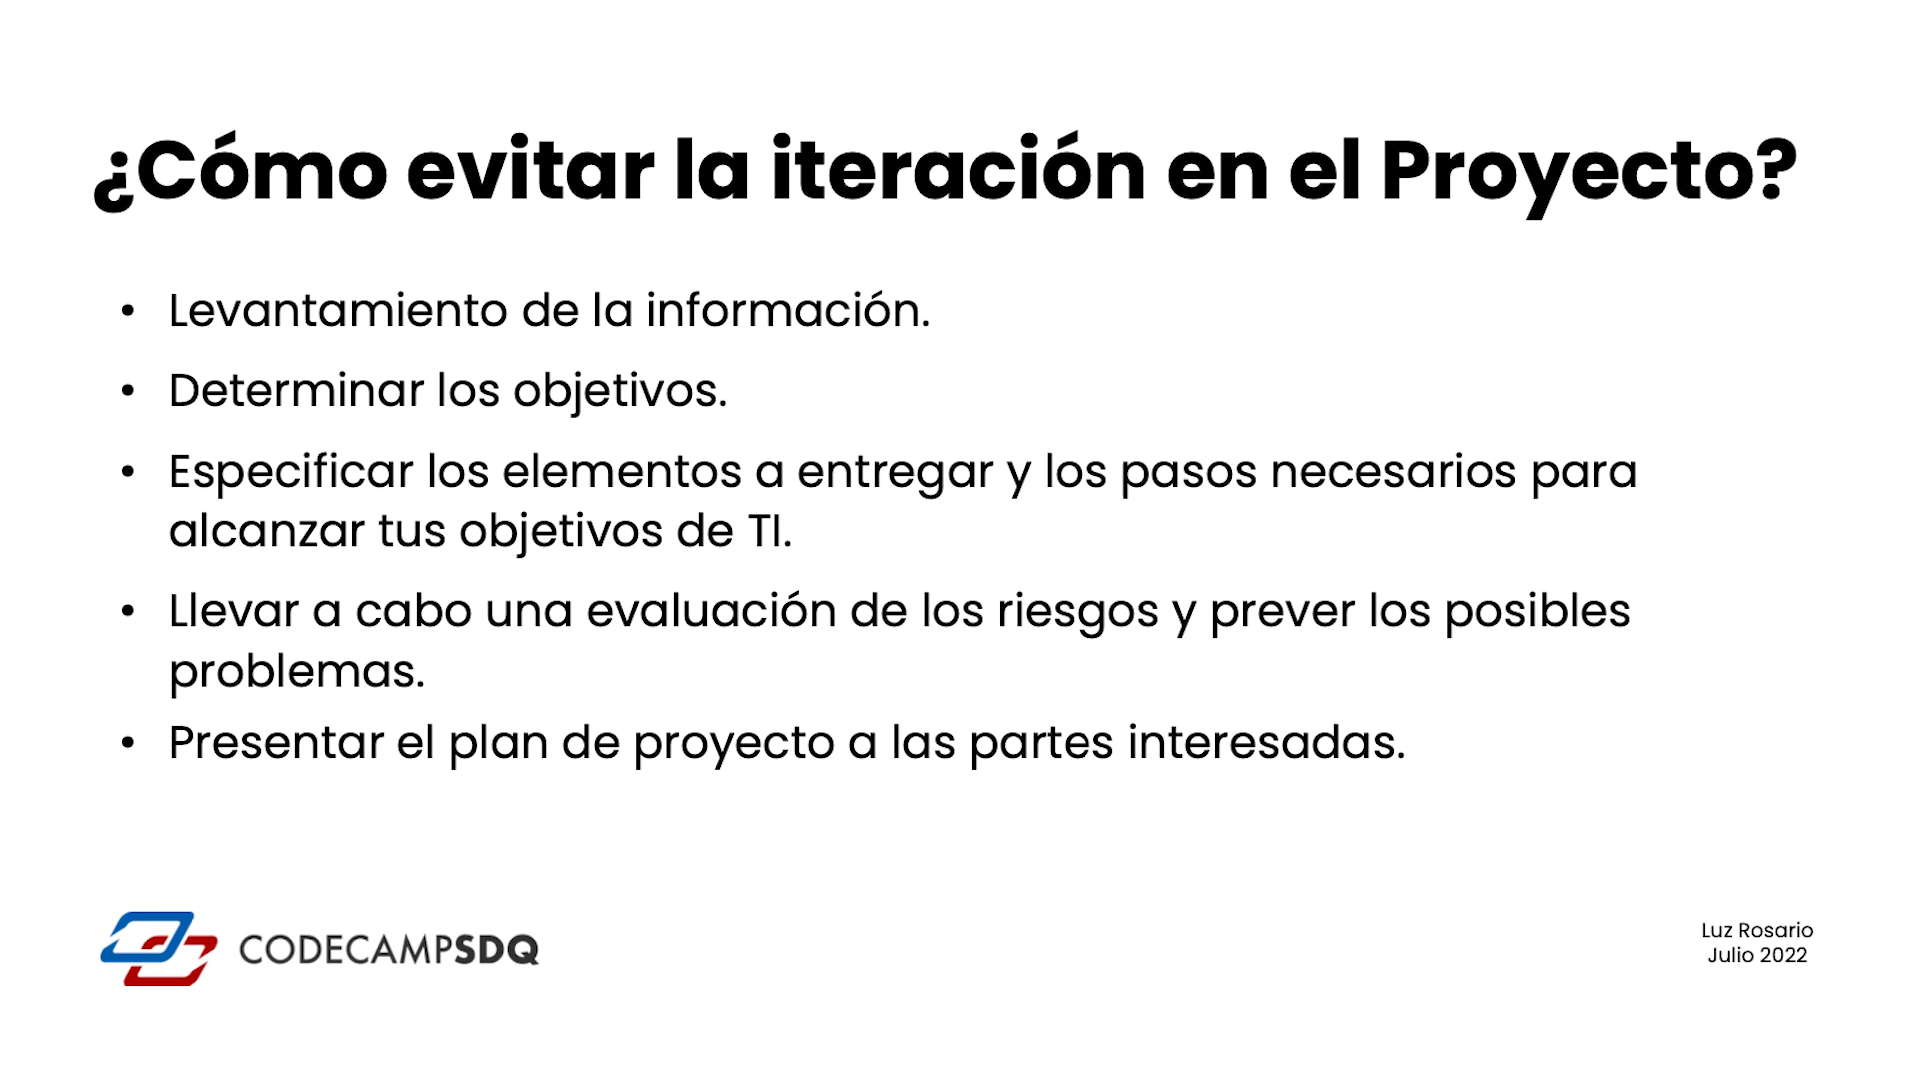 ¿Cómo evitar la iteración en el Proyecto?
• Levantamiento de la información.
• Determinar los objetivos.
• Especificar los elementos a entregar y los pasos necesarios para
alcanzar tus objetivos de TI.
• Llevar a cabo una evaluación de los riesgos y prever los posibles
problemas.
• Presentar el plan de proyecto a las partes interesadas.
CODECAMPSDQ
Luz Rosario
Julio 2022